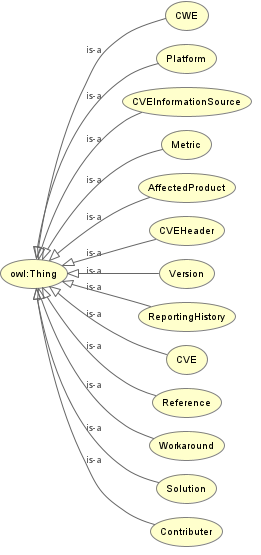 CWE
is-a
Platform
is-a
CVEInformationSource
is-a
Metric
is-a
AffectedProduct
is-a
CVEHeader
is-a
owl:Thing
is-a
Version
is-a
ReportingHistory
is-a
CVE
is-a
Reference
is-a
Workaround
is-a
Solution
is-a
Contributer